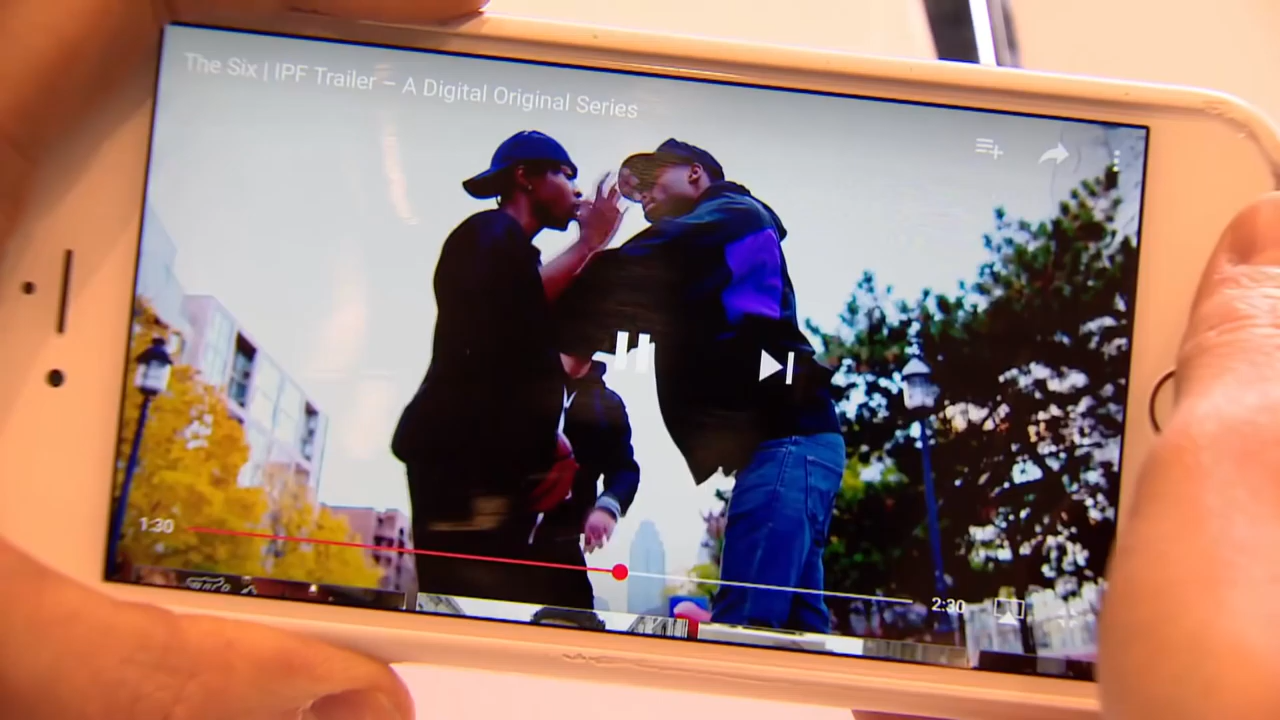 The Six | IPF Trailer – A Digital Original Series
1:30
2:30